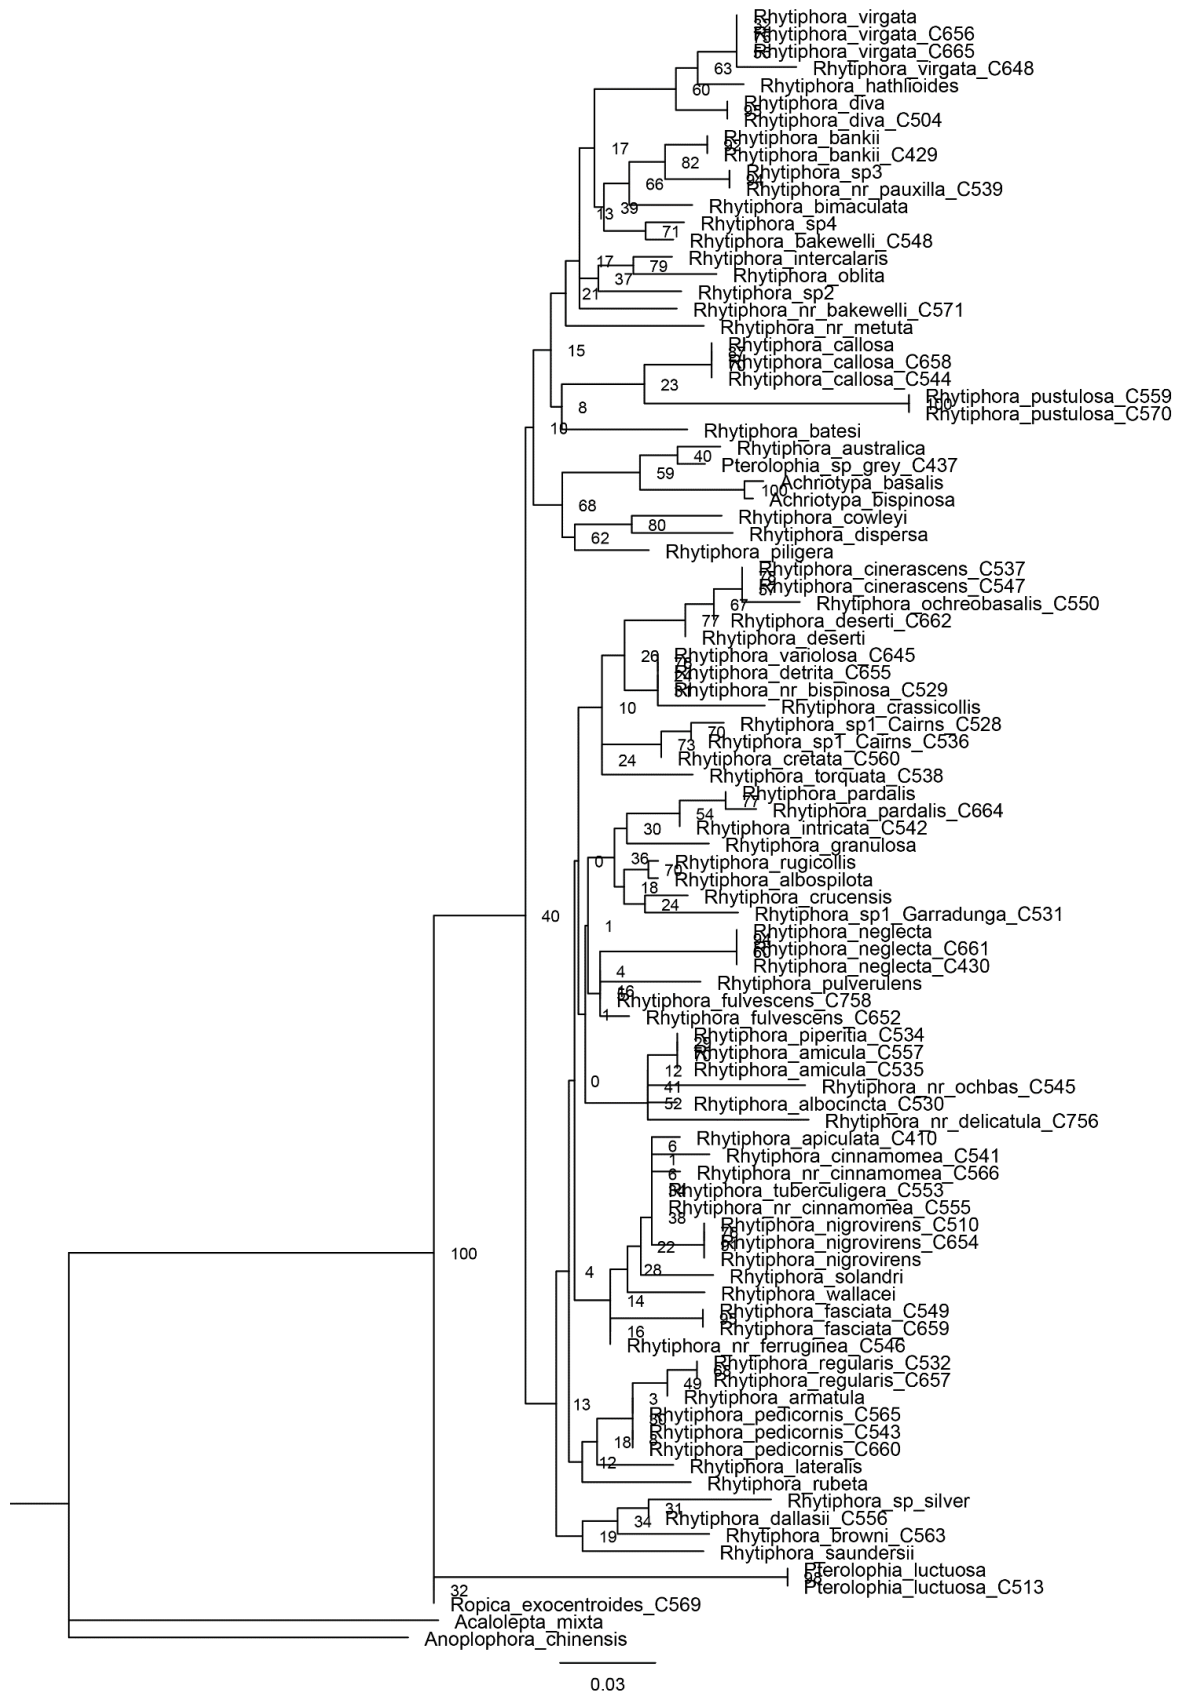 Rhytiphora_virgata
Rhytiphora_virgata_C656
Rhytiphora_virgata_C665
63 Rhytiphora_virgata_C648
60 Rhytiphora_hathlioides
Rhytiphora_diva
95
Rhytiphora_diva_C504
Rhytiphora_bankii
92
17 Rhytiphora_bankii_C429
82
Rhytiphora_sp3
94
66 Rhytiphora_nr_pauxilla_C539
13 39 Rhytiphora_bimaculata
Rhytiphora_sp4
71 Rhytiphora_bakewelli_C548
17 79 Rhytiphora_intercalaris
37 Rhytiphora_oblita
21 Rhytiphora_sp2
Rhytiphora_nr_bakewelli_C571
Rhytiphora_nr_metuta
15 Rhytiphora_callosa
Rhytiphora_callosa_C658
23 Rhytiphora_callosa_C544
Rhytiphora_pustulosa_C559
100
8 Rhytiphora_pustulosa_C570
10 Rhytiphora_batesi
Rhytiphora_australica
40
59 Pterolophia_sp_grey_C437
Achriotypa_basalis
100
68 Achriotypa_bispinosa
80 Rhytiphora_cowleyi
62 Rhytiphora_dispersa
Rhytiphora_piligera
Rhytiphora_cinerascens_C537
Rhytiphora_cinerascens_C547
67 Rhytiphora_ochreobasalis_C550
77 Rhytiphora_deserti_C662
Rhytiphora_deserti
Rhytiphora_variolosa_C645
Rhytiphora_detrita_C655
Rhytiphora_nr_bispinosa_C529
10 Rhytiphora_crassicollis
70 Rhytiphora_sp1_Cairns_C528
73 Rhytiphora_sp1_Cairns_C536
24 Rhytiphora_cretata_C560
Rhytiphora_torquata_C538
Rhytiphora_pardalis
77
54 Rhytiphora_pardalis_C664
30 Rhytiphora_intricata_C542
Rhytiphora_granulosa
0 36 Rhytiphora_rugicollis
70
Rhytiphora_albospilota
18
24 Rhytiphora_crucensis
40 Rhytiphora_sp1_Garradunga_C531
1 Rhytiphora_neglecta
Rhytiphora_neglecta_C661
Rhytiphora_neglecta_C430
4 Rhytiphora_pulverulens
Rhytiphora_fulvescens_C758
1 Rhytiphora_fulvescens_C652
Rhytiphora_piperitia_C534
Rhytiphora_amicula_C557
12 Rhytiphora_amicula_C535
0 41 Rhytiphora_nr_ochbas_C545
52 Rhytiphora_albocincta_C530
Rhytiphora_nr_delicatula_C756
Rhytiphora_apiculata_C410
6
1 Rhytiphora_cinnamomea_C541
6 Rhytiphora_nr_cinnamomea_C566
Rhytiphora_tuberculigera_C553
Rhytiphora_nr_cinnamomea_C555
38
Rhytiphora_nigrovirens_C510
22 Rhytiphora_nigrovirens_C654
100 Rhytiphora_nigrovirens
4 28 Rhytiphora_solandri
14 Rhytiphora_wallacei
Rhytiphora_fasciata_C549
95
16 Rhytiphora_fasciata_C659
Rhytiphora_nr_ferruginea_C546
Rhytiphora_regularis_C532
49 Rhytiphora_regularis_C657
13 3 Rhytiphora_armatula
Rhytiphora_pedicornis_C565
Rhytiphora_pedicornis_C543
18 Rhytiphora_pedicornis_C660
12 Rhytiphora_lateralis
Rhytiphora_rubeta
31 Rhytiphora_sp_silver
34 Rhytiphora_dallasii_C556
19 Rhytiphora_browni_C563
Rhytiphora_saundersii
Pterolophia_luctuosa
98
32 Pterolophia_luctuosa_C513
Ropica_exocentroides_C569
Acalolepta_mixta
Anoplophora_chinensis
0.03